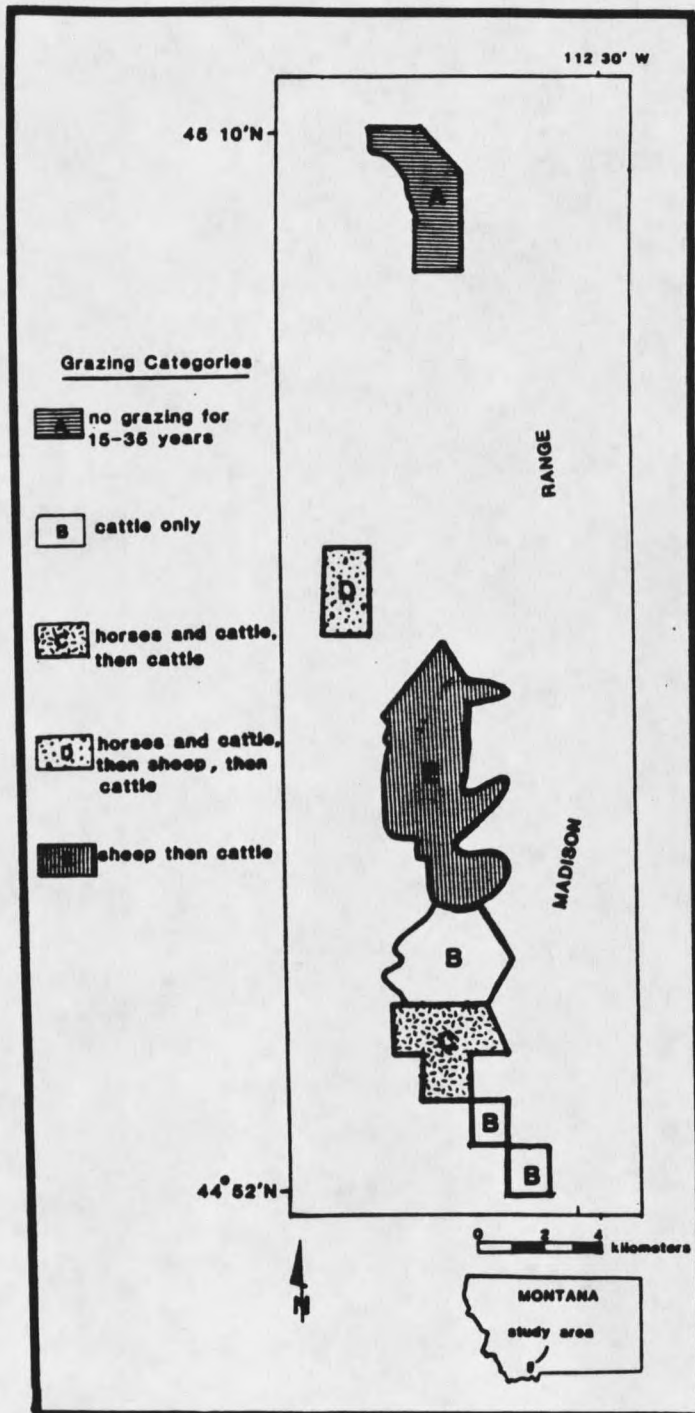 112 30' W
45 10'N
A
RANGE
Grazing Categories
A no grazing for
15-35 years
B cattle only
C horses and cattle,
then cattle
D
D horses and cattle,
then sheep, then
cattle
E
sheep then cattle
MADISON
B
C
B
B
44°52'N
0 2 4 kilometers
N
MONTANA
study area